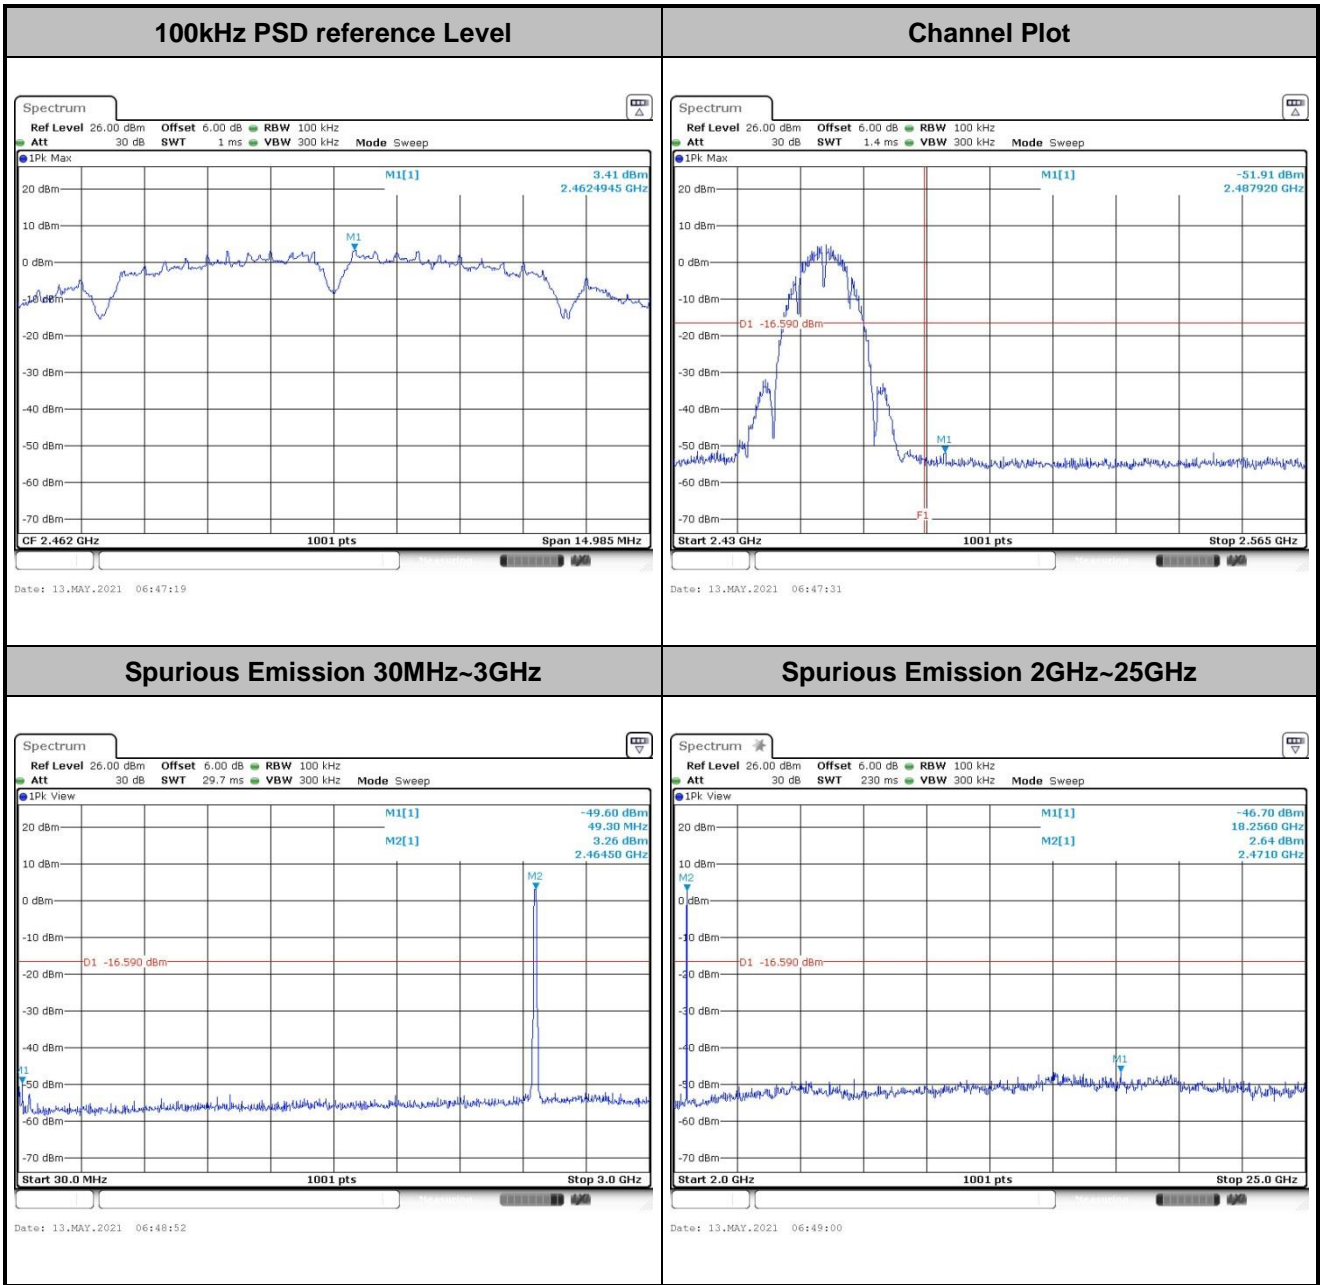 100kHz PSD reference Level
Channel Plot
Spectrum
Ref Level 26.00 dBm Offset 6.00 dB RBW 100 kHz
Att 30 dB SWT 1 ms VBW 300 kHz Mode Sweep
1Pk Max
M1[1] 3.41 dBm
2.4624945 GHz
20 dBm
10 dBm
M1
0 dBm
-10 dBm
-20 dBm
-30 dBm
-40 dBm
-50 dBm
-60 dBm
-70 dBm
CF 2.462 GHz 1001 pts Span 14.985 MHz
Date: 13.MAY.2021 06:47:19
Spectrum
Ref Level 26.00 dBm Offset 6.00 dB RBW 100 kHz
Att 30 dB SWT 1.4 ms VBW 300 kHz Mode Sweep
1Pk Max
M1[1] -51.91 dBm
2.487920 GHz
20 dBm
10 dBm
0 dBm
-10 dBm
D1 -16.590 dBm
-20 dBm
-30 dBm
-40 dBm
M1
-50 dBm
-60 dBm
F1
-70 dBm
Start 2.43 GHz 1001 pts Stop 2.565 GHz
Date: 13.MAY.2021 06:47:31
Spurious Emission 30MHz~3GHz
Spurious Emission 2GHz~25GHz
Spectrum
Ref Level 26.00 dBm Offset 6.00 dB RBW 100 kHz
Att 30 dB SWT 29.7 ms VBW 300 kHz Mode Sweep
1Pk View
M1[1] -49.60 dBm
49.30 MHz
20 dBm
M2[1] 3.26 dBm
2.46450 GHz
10 dBm
M2
0 dBm
-10 dBm
D1 -16.590 dBm
-20 dBm
-30 dBm
-40 dBm
M1
-50 dBm
-60 dBm
-70 dBm
Start 30.0 MHz 1001 pts Stop 3.0 GHz
Date: 13.MAY.2021 06:48:52
Spectrum
Ref Level 26.00 dBm Offset 6.00 dB RBW 100 kHz
Att 30 dB SWT 230 ms VBW 300 kHz Mode Sweep
1Pk View
M1[1] -46.70 dBm
18.2560 GHz
20 dBm
M2[1] 2.64 dBm
2.4710 GHz
10 dBm
M2
0 dBm
-10 dBm
D1 -16.590 dBm
-20 dBm
-30 dBm
-40 dBm
M1
-50 dBm
-60 dBm
-70 dBm
Start 2.0 GHz 1001 pts Stop 25.0 GHz
Date: 13.MAY.2021 06:49:00